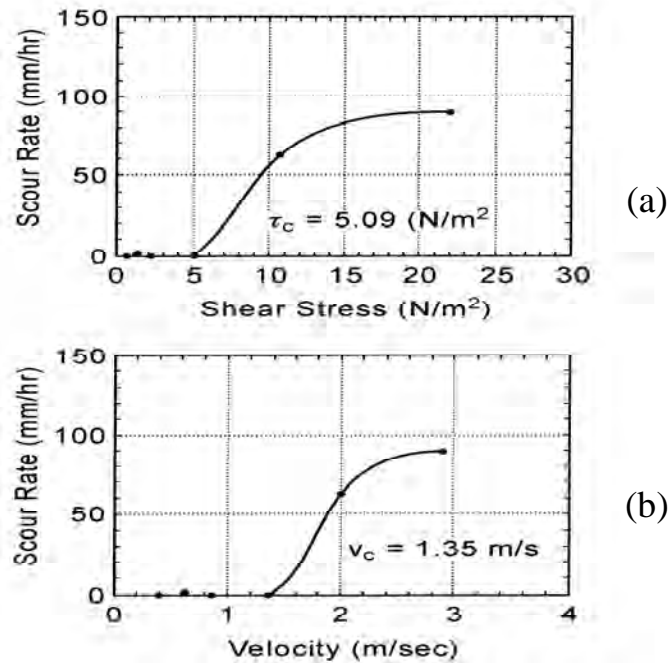 150
100
50
0
Scour Rate (mm/hr)
τc = 5.09 (N/m²
0 5 10 15 20 25 30
Shear Stress (N/m²)
(a)
150
100
50
0
Scour Rate (mm/hr)
vc = 1.35 m/s
0 1 2 3 4
Velocity (m/sec)
(b)